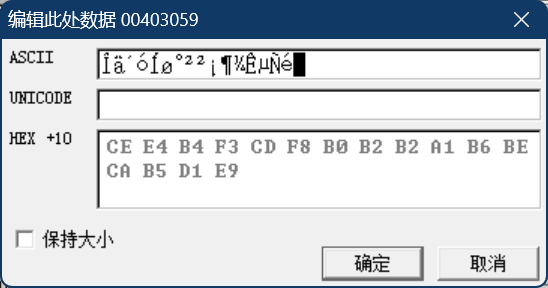 编辑此处数据 00403059
ASCII
Îä´óÍø°²²¡¶¾ÊµÑé
UNICODE
HEX +10
CE E4 B4 F3 CD F8 B0 B2 B2 A1 B6 BE
CA B5 D1 E9
保持大小
确定
取消